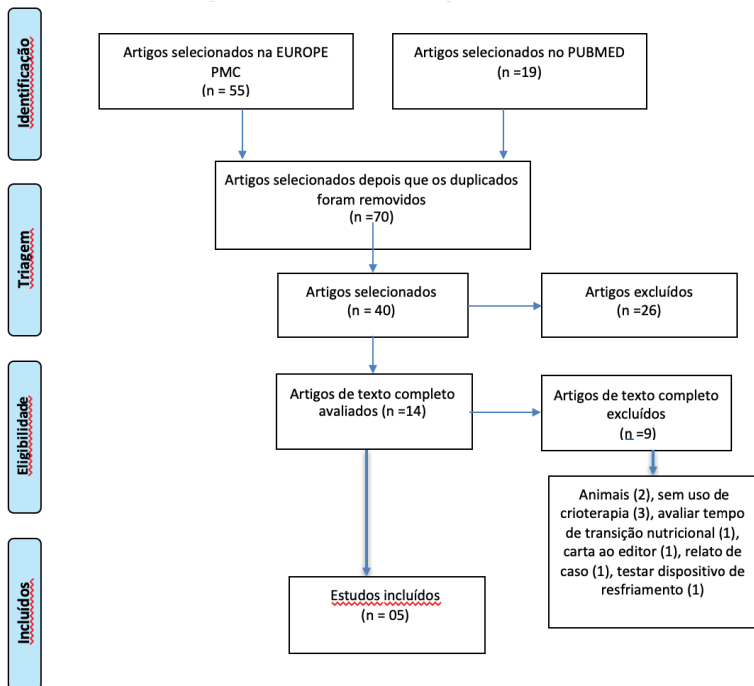 Identificação
Artigos selecionados na EUROPE
PMC
(n = 55)
Artigos selecionados no PUBMED
(n =19)
Artigos selecionados depois que os duplicados
foram removidos
(n =70)
Triagem
Artigos selecionados
(n = 40)
Artigos excluídos
(n =26)
Eligibilidade
Artigos de texto completo
avaliados (n =14)
Artigos de texto completo
excluídos
(n =9)
Animais (2), sem uso de
crioterapia (3), avaliar tempo
de transição nutricional (1),
carta ao editor (1), relato de
caso (1), testar dispositivo de
resfriamento (1)
Incluídos
Estudos incluídos
(n = 05)